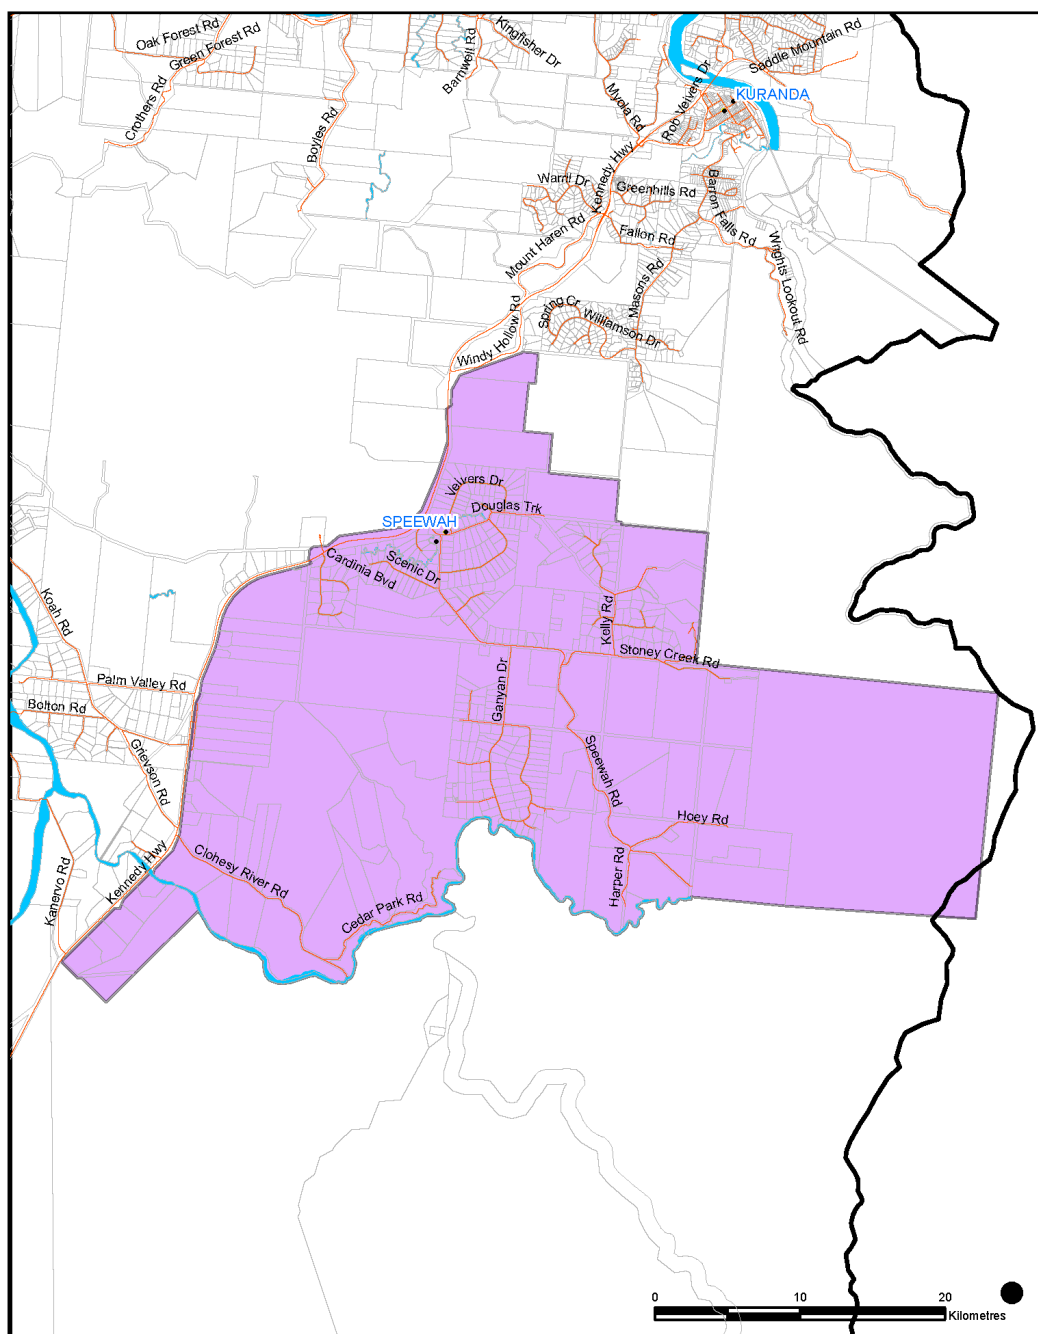 Oak Forest Rd
Green Forest Rd
Crothers Rd
Boyles Rd
Barnwell Rd
Kingfisher Dr
Myola Rd
Rob Veivers Dr
Saddle Mountain Rd
KURANDA
Kennedy Hwy
Warril Dr
Greenhills Rd
Barron Falls Rd
Fallon Rd
Mount Haren Rd
Masons Rd
Wrights Lookout Rd
Spring Cr
Williamson Dr
Windy Hollow Rd
Veivers Dr
Douglas Trk
SPEEWAH
Scenic Dr
Cardinia Bvd
Koah Rd
Kelly Rd
Stoney Creek Rd
Palm Valley Rd
Ganyan Dr
Bolton Rd
Grievson Rd
Speewah Rd
Hoey Rd
Kennedy Hwy
Clohesy River Rd
Kanervo Rd
Harper Rd
Cedar Park Rd
0 10 20
Kilometres